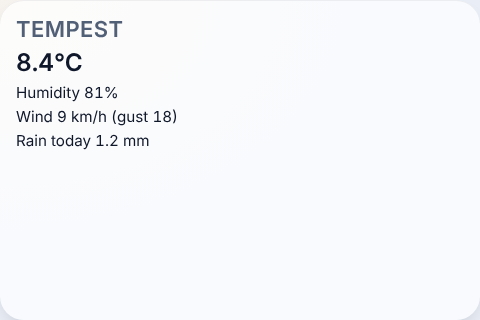 TEMPEST
8.4°C
Humidity 81%
Wind 9 km/h (gust 18)
Rain today 1.2 mm